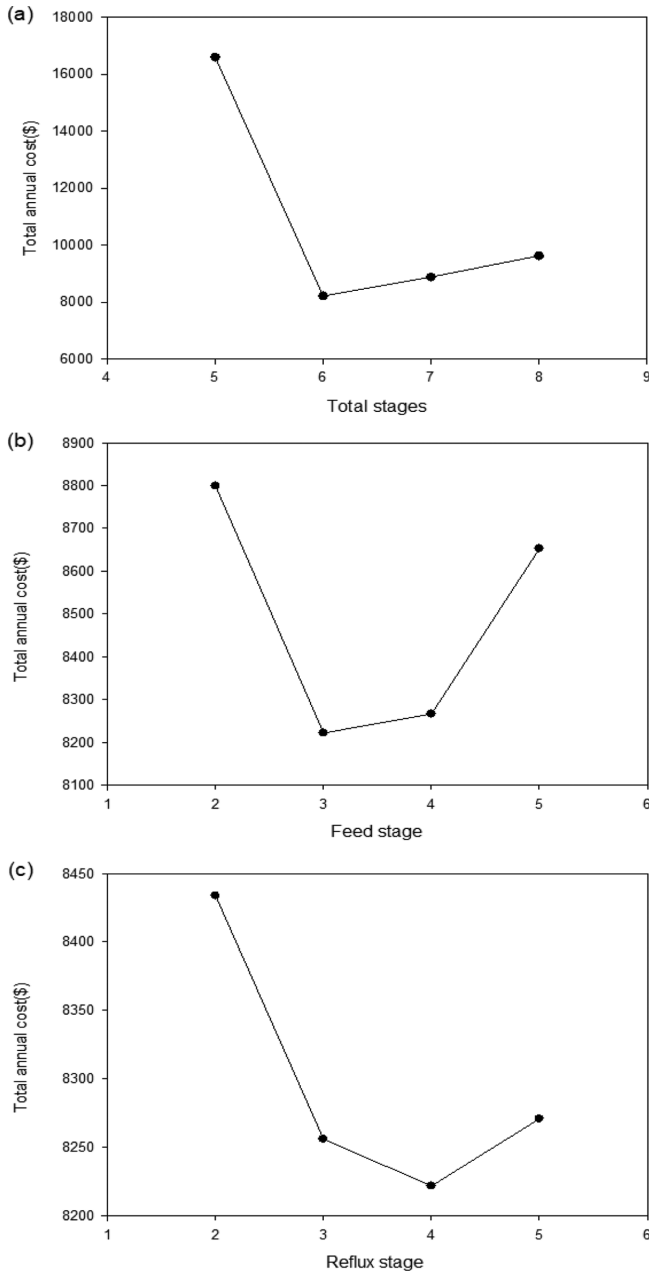 (a)
18000
16000
14000
12000
10000
8000
6000
Total annual cost($)
4 5 6 7 8 9
Total stages
(b)
8900
8800
8700
8600
8500
8400
8300
8200
8100
Total annual cost($)
1 2 3 4 5 6
Feed stage
(c)
8450
8400
8350
8300
8250
8200
Total annual cost($)
1 2 3 4 5 6
Reflux stage